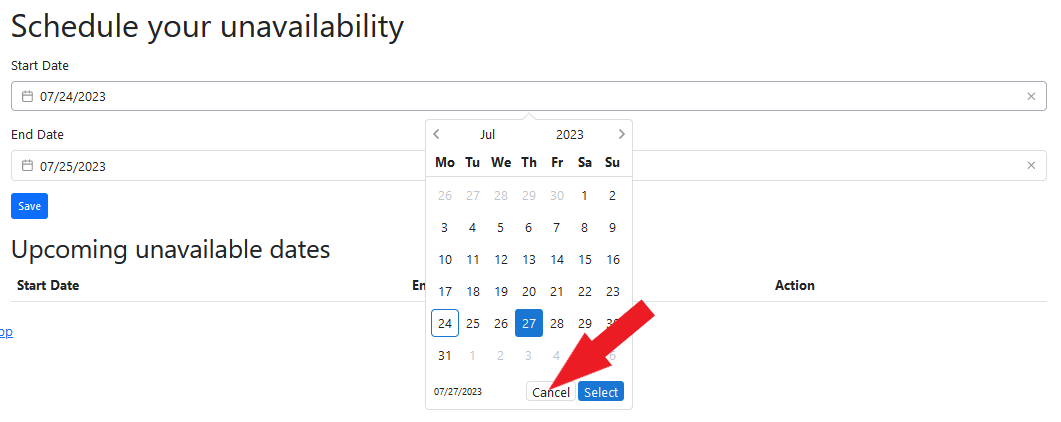 Schedule your unavailability
Start Date
07/24/2023
End Date
07/25/2023
Save
Jul 2023
Mo Tu We Th Fr Sa Su
26 27 28 29 30 1 2
3 4 5 6 7 8 9
10 11 12 13 14 15 16
17 18 19 20 21 22 23
24 25 26 27 28 29 30
31 1 2 3 4 6
07/27/2023 Cancel Select
Upcoming unavailable dates
Start Date En Action
op